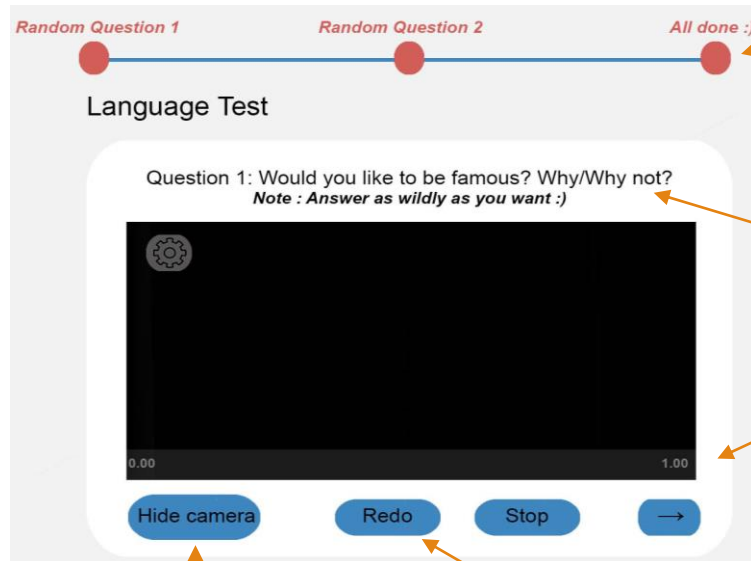 Random Question 1 Random Question 2 All done :)
Language Test
Question 1: Would you like to be famous? Why/Why not?
Note : Answer as wildly as you want :)
0.00 1.00
Hide camera Redo Stop →